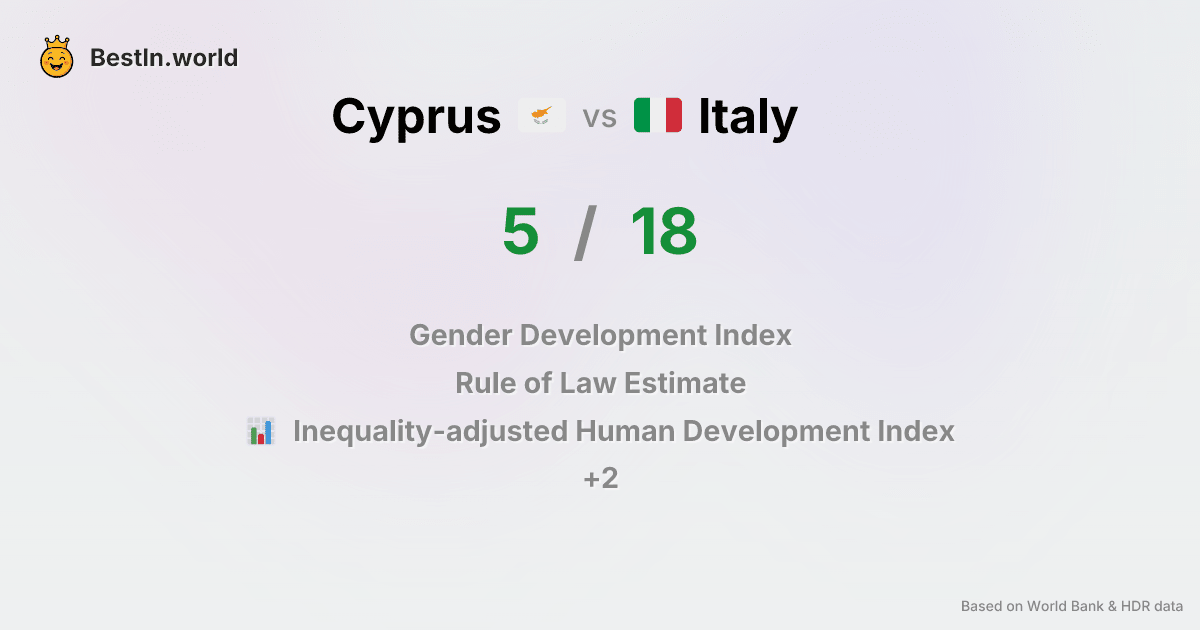 BestIn.world
Cyprus vs Italy
5 / 18
Gender Development Index
Rule of Law Estimate
Inequality-adjusted Human Development Index
+2
Based on World Bank & HDR data